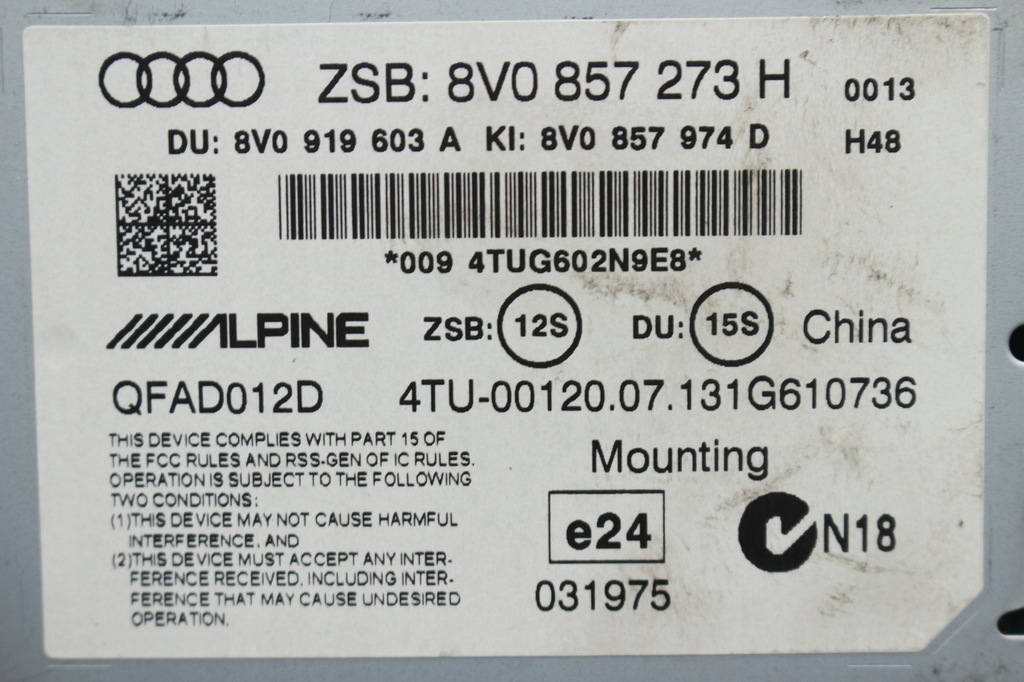 ZSB: 8V0 857 273 H 0013
DU: 8V0 919 603 A KI: 8V0 857 974 D H48
*009 4TUG602N9E8*
ALPINE ZSB: 12S DU: 15S China
QFAD012D 4TU-00120.07.131G610736
THIS DEVICE COMPLIES WITH PART 15 OF
THE FCC RULES AND RSS-GEN OF IC RULES.
OPERATION IS SUBJECT TO THE FOLLOWING
TWO CONDITIONS:
(1)THIS DEVICE MAY NOT CAUSE HARMFUL
INTERFERENCE, AND
(2)THIS DEVICE MUST ACCEPT ANY INTER-
FERENCE RECEIVED, INCLUDING INTER-
FERENCE THAT MAY CAUSE UNDESIRED
OPERATION.
Mounting
e24 N18
031975